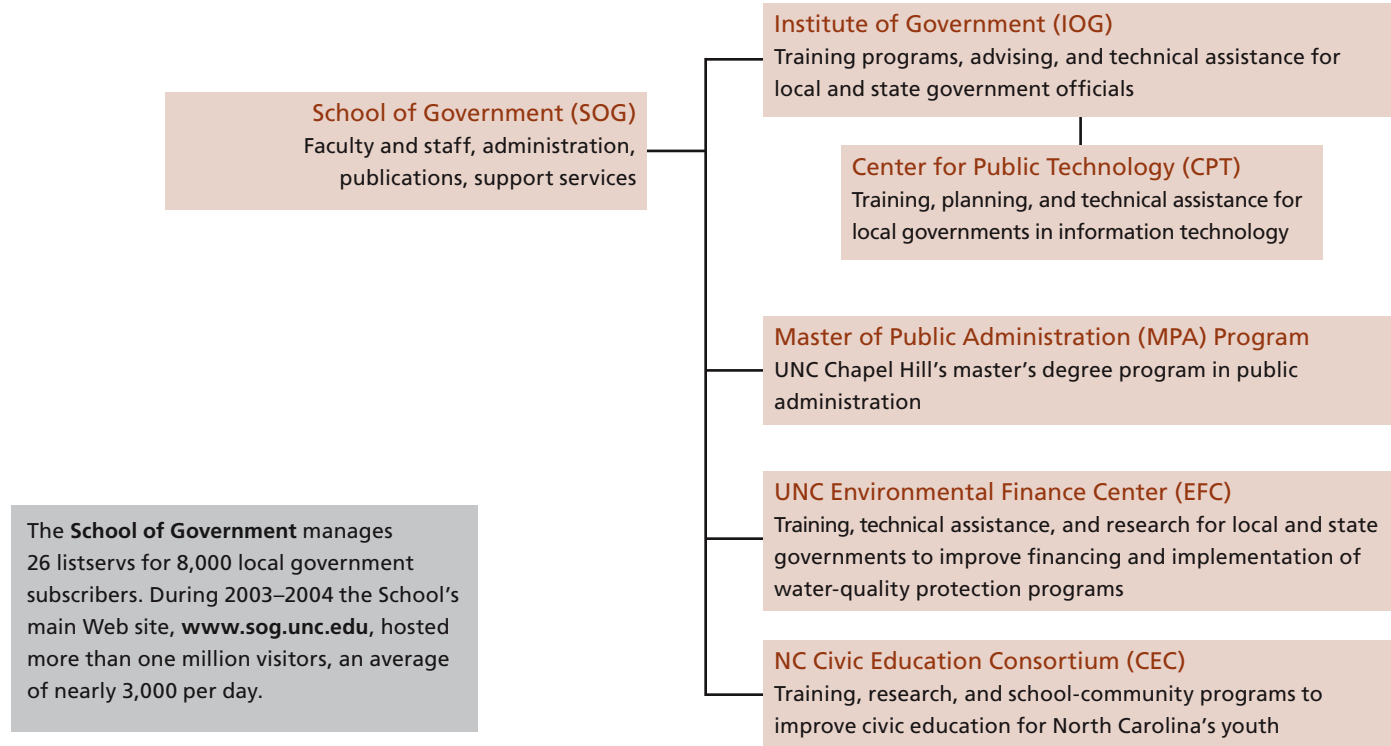 School of Government (SOG)
Faculty and staff, administration,
publications, support services
Institute of Government (IOG)
Training programs, advising, and technical assistance for
local and state government officials
Center for Public Technology (CPT)
Training, planning, and technical assistance for
local governments in information technology
Master of Public Administration (MPA) Program
UNC Chapel Hill’s master’s degree program in public
administration
UNC Environmental Finance Center (EFC)
Training, technical assistance, and research for local and state
governments to improve financing and implementation of
water-quality protection programs
NC Civic Education Consortium (CEC)
Training, research, and school-community programs to
improve civic education for North Carolina’s youth
The School of Government manages
26 listservs for 8,000 local government
subscribers. During 2003–2004 the School’s
main Web site, www.sog.unc.edu, hosted
more than one million visitors, an average
of nearly 3,000 per day.